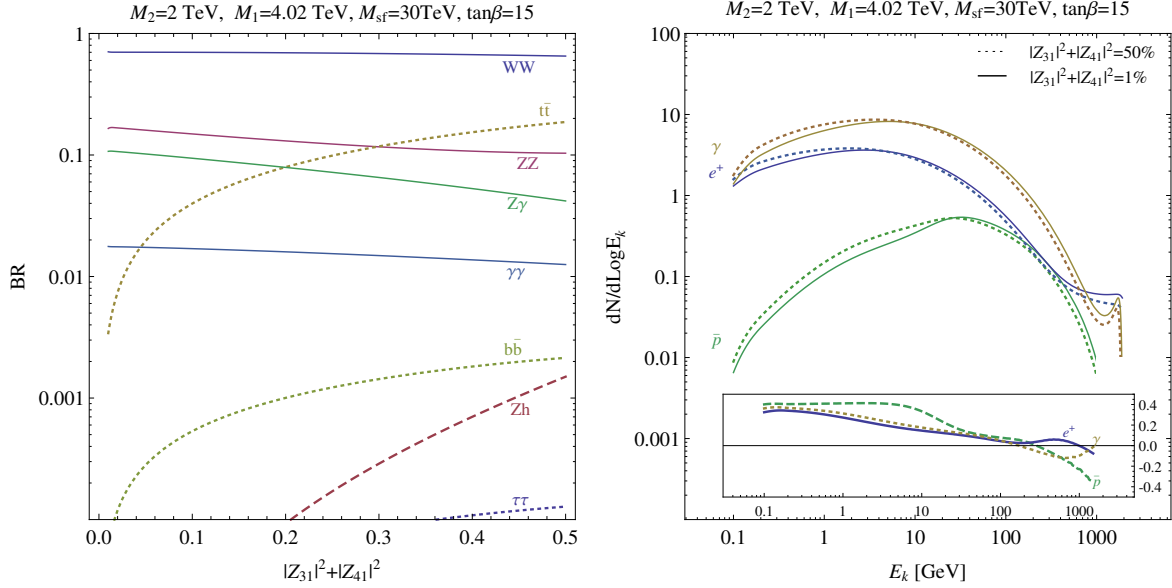 M₂=2 TeV, M₁=4.02 TeV, M_sf=30TeV, tanβ=15
1
0.1
0.01
0.001
BR
WW
tt̄
ZZ
Zγ
γγ
bb̄
Zh
ττ
0.0
0.1
0.2
0.3
0.4
0.5
|Z₃₁|²+|Z₄₁|²
M₂=2 TeV, M₁=4.02 TeV, M_sf=30TeV, tanβ=15
100
10
1
0.1
0.01
0.001
dN/dLogE_k
|Z₃₁|²+|Z₄₁|²=50%
|Z₃₁|²+|Z₄₁|²=1%
γ
e⁺
p̄
0.4
0.2
0.0
-0.2
-0.4
e⁺
γ
p̄
0.1
1
10
100
1000
0.1
1
10
100
1000
E_k [GeV]